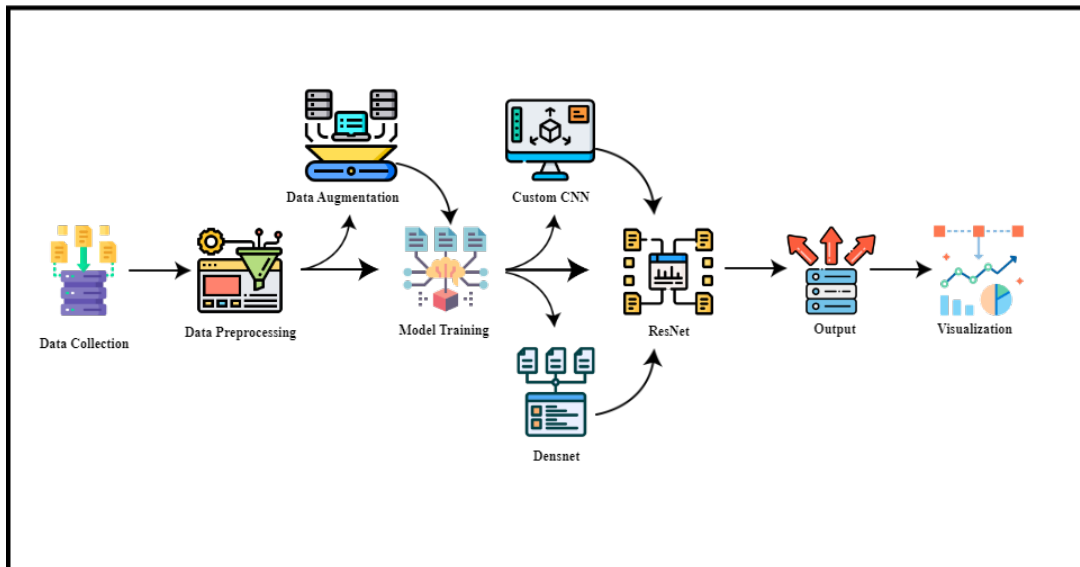 Data Collection
Data Preprocessing
Data Augmentation
Model Training
Custom CNN
Densnet
ResNet
Output
Visualization